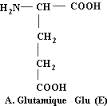 H₂N-CH COOH
CH₂
CH₂
COOH
A. Glutamique Glu (E)